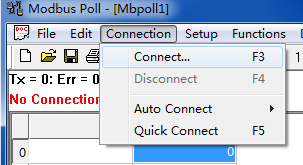 Modbus Poll - [Mbpoll1]
File Edit Connection Setup Functions
Connect... F3
1
Tx = 0: Err = 0
Disconnect F4
No Connection
Auto Connect
Quick Connect F5
0 0